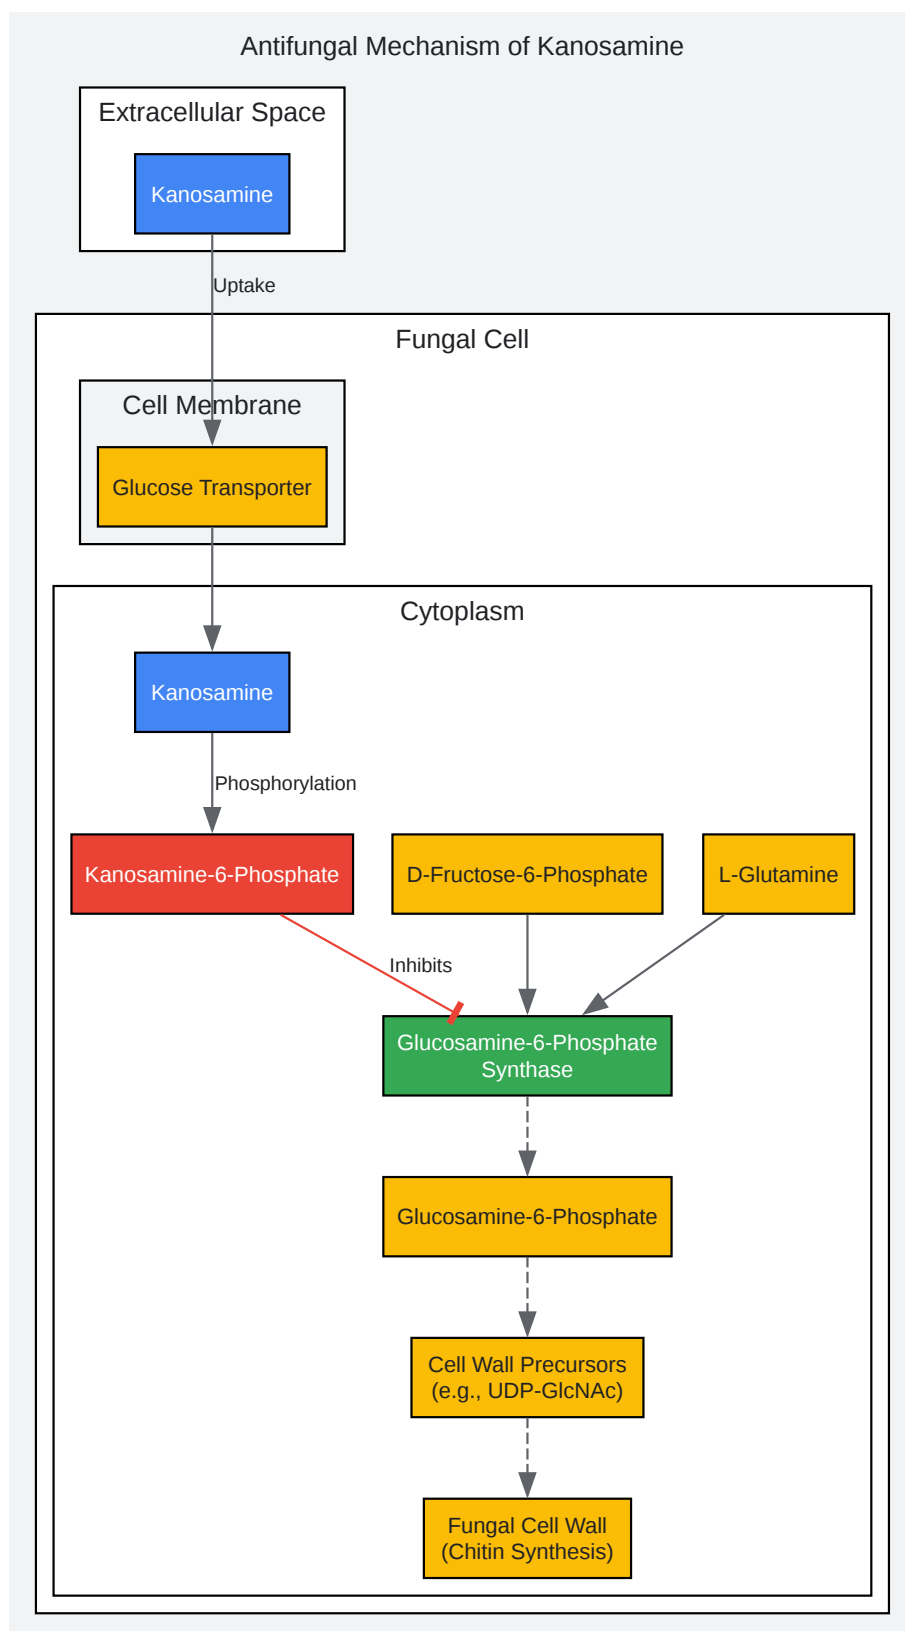 Antifungal Mechanism of Kanosamine
Extracellular Space
Kanosamine
Uptake
Fungal Cell
Cell Membrane
Glucose Transporter
Cytoplasm
Kanosamine
Phosphorylation
Kanosamine-6-Phosphate
D-Fructose-6-Phosphate
L-Glutamine
Inhibits
Glucosamine-6-Phosphate
Synthase
Glucosamine-6-Phosphate
Cell Wall Precursors
(e.g., UDP-GlcNAc)
Fungal Cell Wall
(Chitin Synthesis)